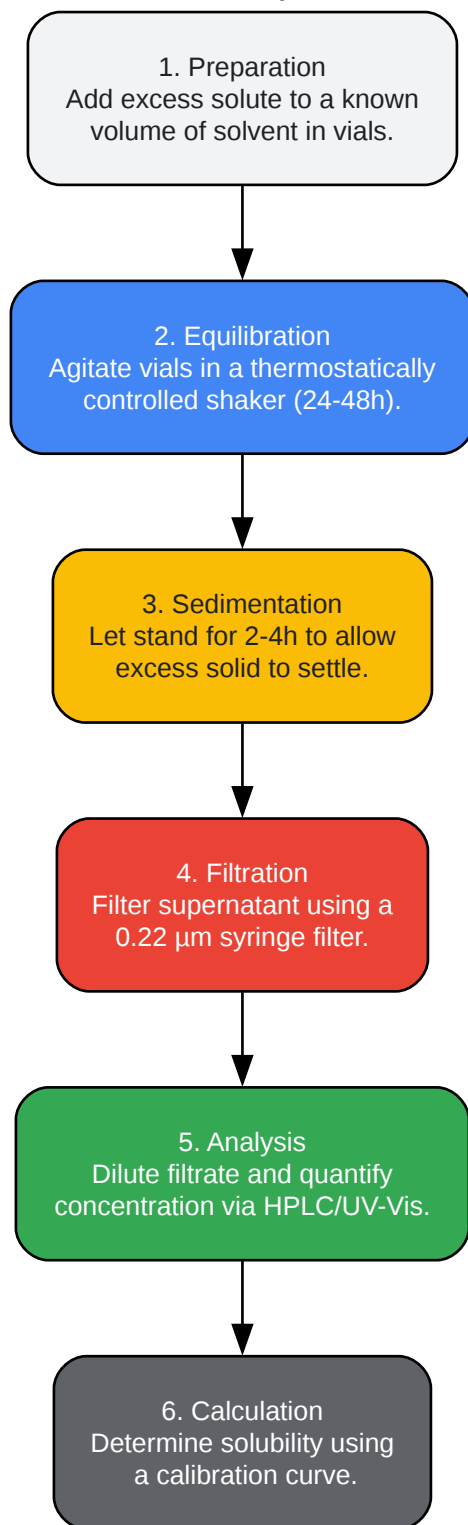 1. Preparation
Add excess solute to a known
volume of solvent in vials.
2. Equilibration
Agitate vials in a thermostatically
controlled shaker (24-48h).
3. Sedimentation
Let stand for 2-4h to allow
excess solid to settle.
4. Filtration
Filter supernatant using a
0.22 µm syringe filter.
5. Analysis
Dilute filtrate and quantify
concentration via HPLC/UV-Vis.
6. Calculation
Determine solubility using
a calibration curve.